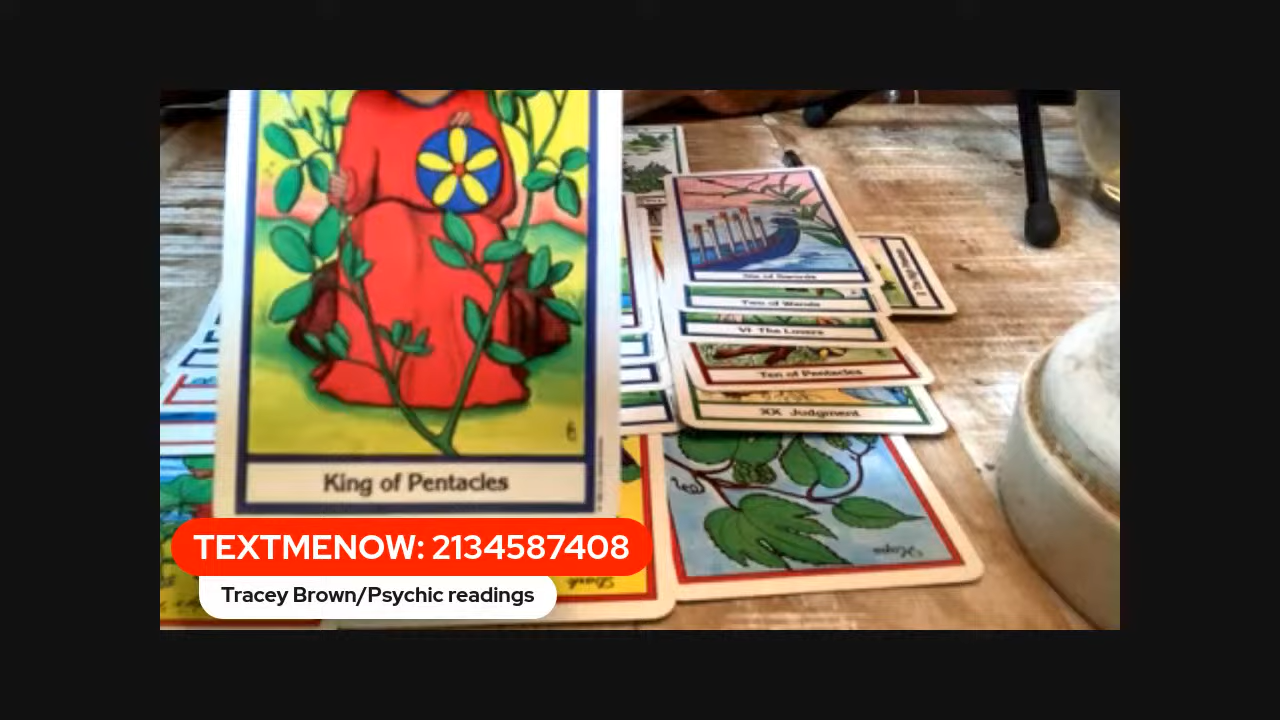 Six of Swords
Two of Wands
VI The Lovers
Ten of Pentacles
XX Judgment
King of Pentacles
Hops
TEXTMENOW: 2134587408
Tracey Brown/Psychic readings